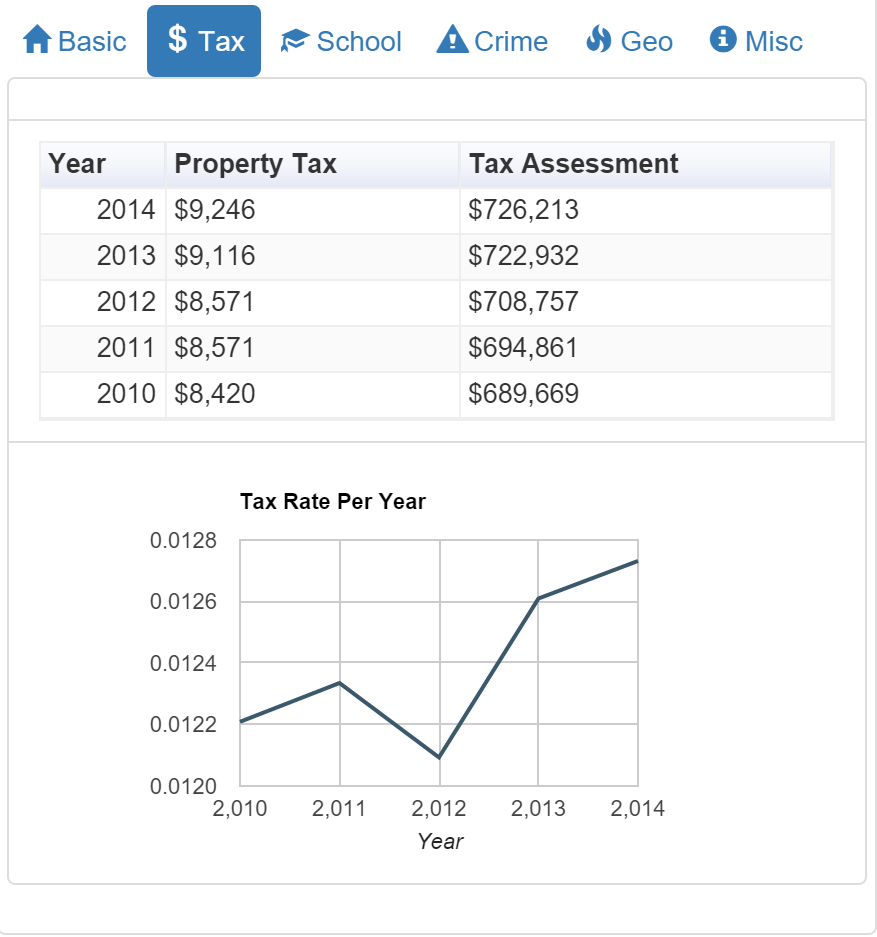 Basic $ Tax School Crime Geo Misc
Year Property Tax Tax Assessment
2014 $9,246 $726,213
2013 $9,116 $722,932
2012 $8,571 $708,757
2011 $8,571 $694,861
2010 $8,420 $689,669
Tax Rate Per Year
0.0128
0.0126
0.0124
0.0122
0.0120
2,010 2,011 2,012 2,013 2,014
Year